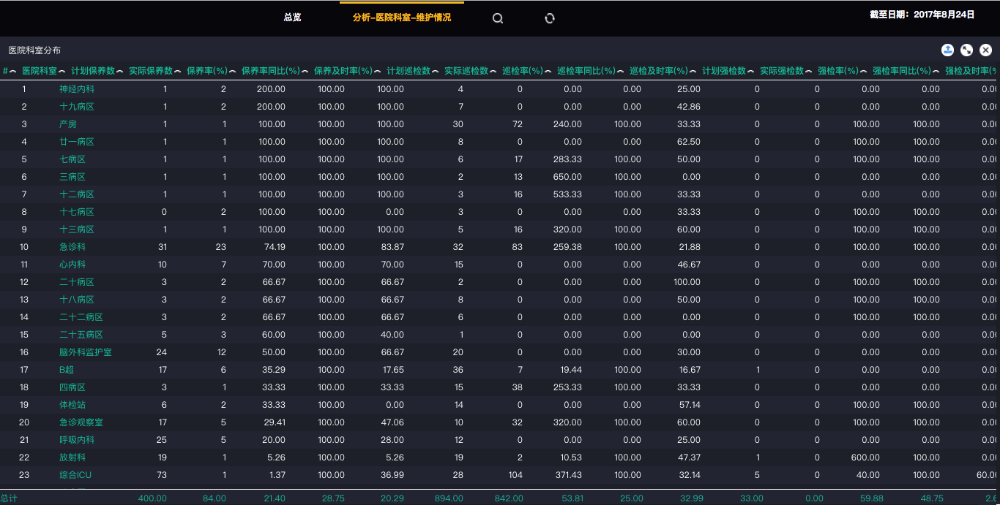 总览 分析-医院科室-维护情况 截至日期：2017年8月24日
医院科室分布
# 医院科室 计划保养数 实际保养数 保养率(%) 保养率同比(%) 保养及时率(%) 计划巡检数 实际巡检数 巡检率(%) 巡检率同比(%) 巡检及时率(%) 计划强检数 实际强检数 强检率(%) 强检率同比(%) 强检及时率(%
1 神经内科 1 2 200.00 100.00 100.00 4 0 0.00 0.00 25.00 0 0 0.00 0.00 0.00
2 十九病区 1 2 200.00 100.00 100.00 7 0 0.00 0.00 42.86 0 0 0.00 0.00 0.00
3 产房 1 1 100.00 100.00 100.00 30 72 240.00 100.00 33.33 0 0 100.00 100.00 0.00
4 廿一病区 1 1 100.00 100.00 100.00 8 0 0.00 0.00 62.50 0 0 100.00 100.00 0.00
5 七病区 1 1 100.00 100.00 100.00 6 17 283.33 100.00 50.00 0 0 100.00 100.00 0.00
6 三病区 1 1 100.00 100.00 100.00 2 13 650.00 100.00 0.00 0 0 0.00 0.00 0.00
7 十二病区 1 1 100.00 100.00 100.00 3 16 533.33 100.00 33.33 0 0 0.00 0.00 0.00
8 十七病区 0 2 100.00 100.00 0.00 3 0 0.00 0.00 33.33 0 0 100.00 100.00 0.00
9 十三病区 1 1 100.00 100.00 100.00 5 16 320.00 100.00 60.00 0 0 100.00 100.00 0.00
10 急诊科 31 23 74.19 100.00 83.87 32 83 259.38 100.00 21.88 0 0 100.00 100.00 0.00
11 心内科 10 7 70.00 100.00 70.00 15 0 0.00 0.00 46.67 0 0 0.00 0.00 0.00
12 二十病区 3 2 66.67 100.00 66.67 2 0 0.00 0.00 100.00 0 0 100.00 100.00 0.00
13 十八病区 3 2 66.67 100.00 66.67 8 0 0.00 0.00 50.00 0 0 100.00 100.00 0.00
14 二十二病区 3 2 66.67 100.00 66.67 6 0 0.00 0.00 0.00 0 0 100.00 100.00 0.00
15 二十五病区 5 3 60.00 100.00 40.00 1 0 0.00 0.00 0.00 0 0 0.00 0.00 0.00
16 脑外科监护室 24 12 50.00 100.00 66.67 20 0 0.00 0.00 30.00 0 0 0.00 0.00 0.00
17 B超 17 6 35.29 100.00 17.65 36 7 19.44 100.00 16.67 1 0 0.00 0.00 0.00
18 四病区 3 1 33.33 100.00 33.33 15 38 253.33 100.00 33.33 0 0 0.00 0.00 0.00
19 体检站 6 2 33.33 100.00 0.00 14 0 0.00 0.00 57.14 0 0 100.00 100.00 0.00
20 急诊观察室 17 5 29.41 100.00 47.06 10 32 320.00 100.00 60.00 0 0 100.00 100.00 0.00
21 呼吸内科 25 5 20.00 100.00 28.00 12 0 0.00 0.00 25.00 0 0 0.00 0.00 0.00
22 放射科 19 1 5.26 100.00 5.26 19 2 10.53 100.00 47.37 1 0 600.00 100.00 0.00
23 综合ICU 73 1 1.37 100.00 36.99 28 104 371.43 100.00 32.14 5 0 40.00 100.00 60.00
总计 400.00 84.00 21.40 28.75 20.29 894.00 842.00 53.81 25.00 32.99 33.00 0.00 59.88 48.75